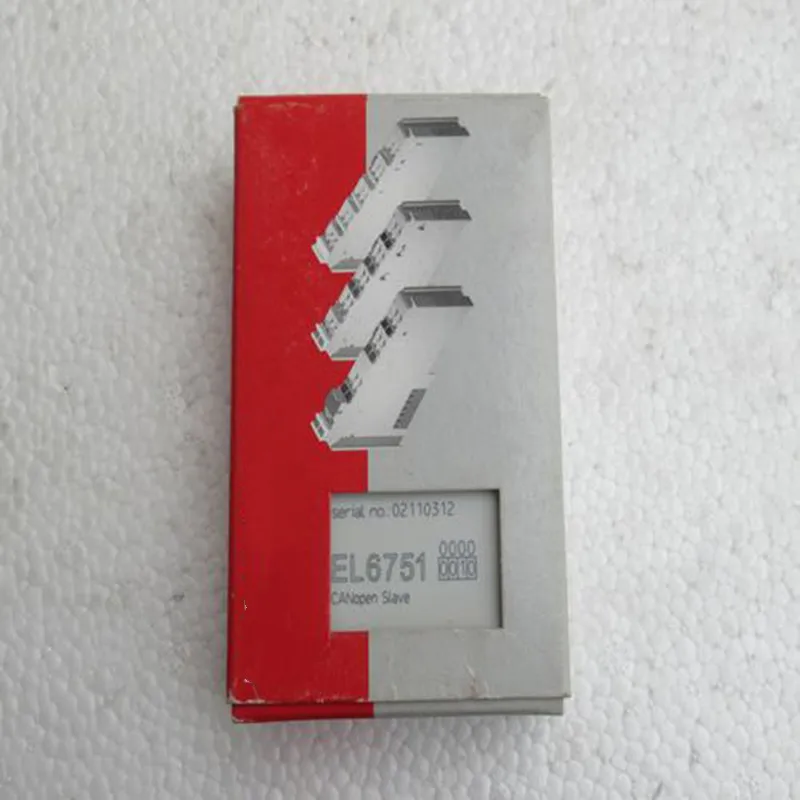 serial no.:02110312
EL6751 0000
0010
CANopen Slave